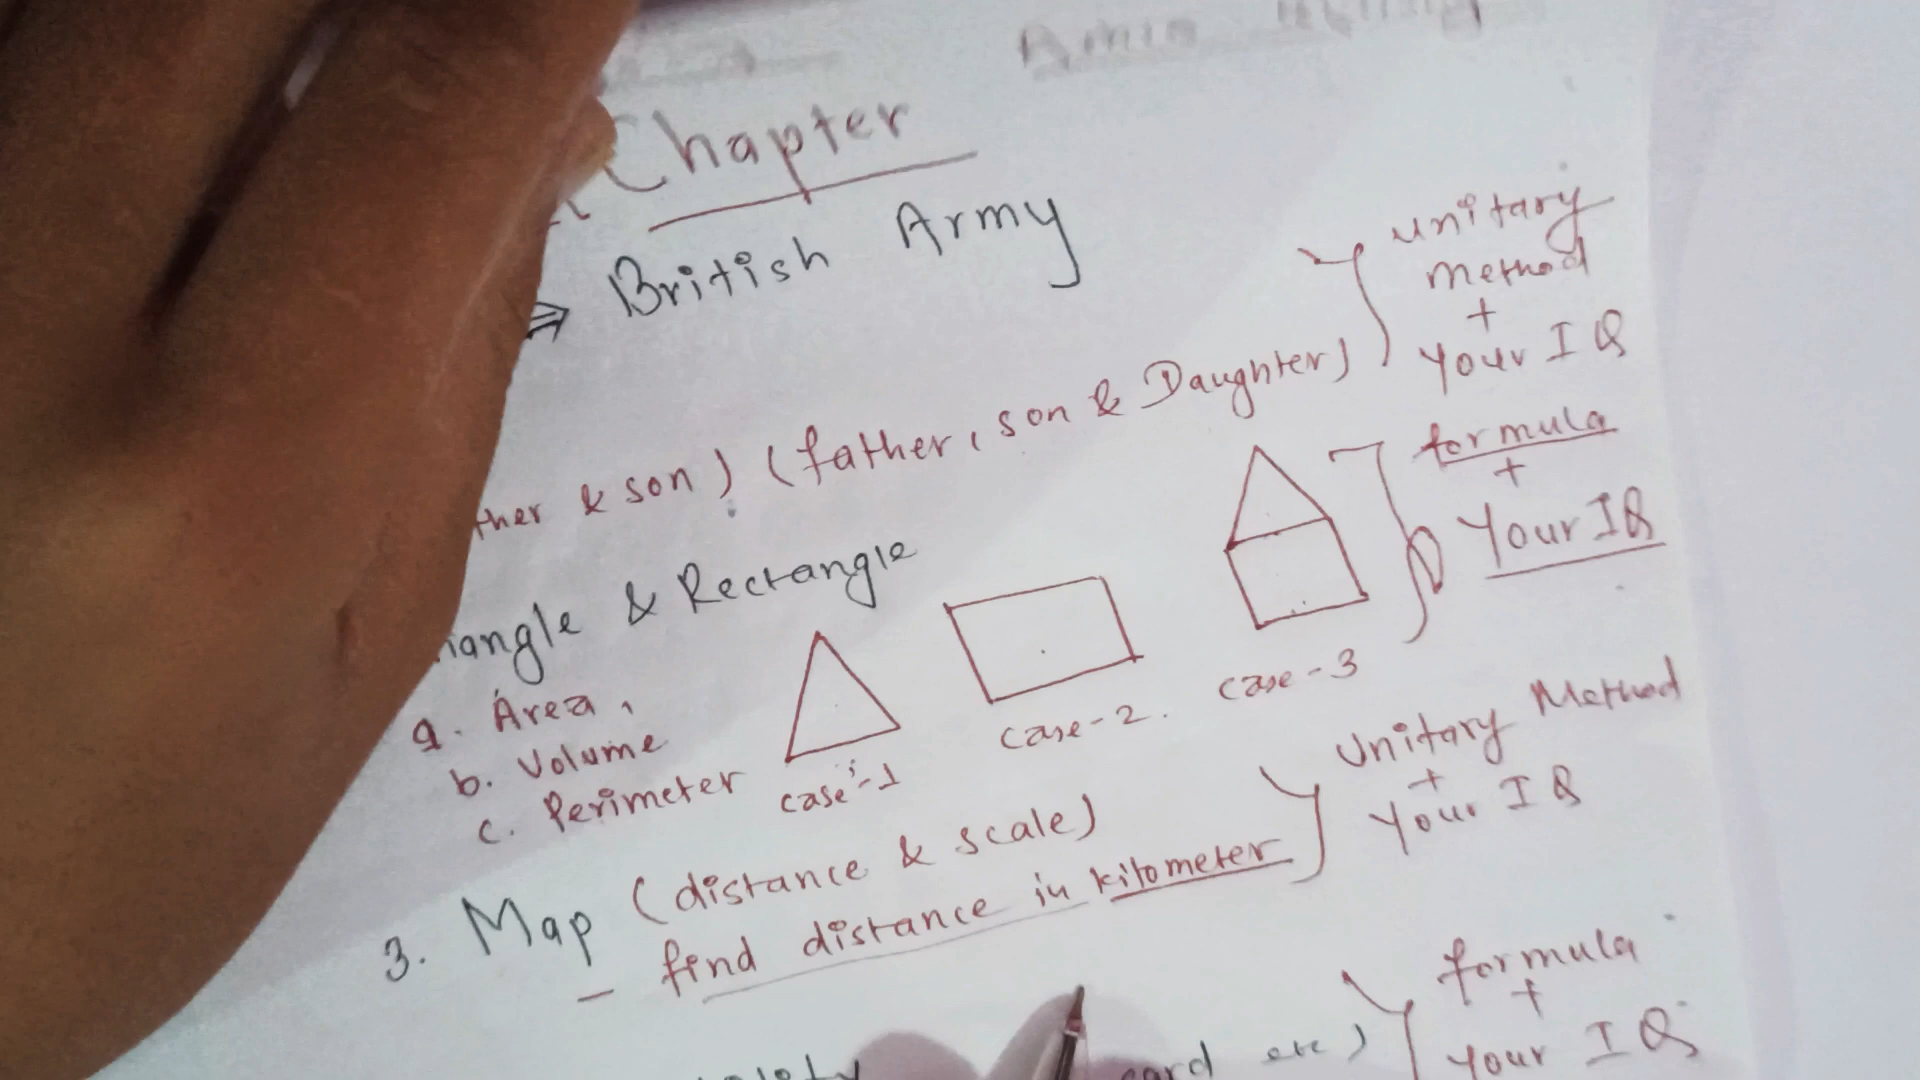 Chapter
⇒ British Army
ther & son) (father, son & Daughter)
unitary
method
+
your IQ
iangle & Rectangle
a. Area,
b. Volume
c. Perimeter
case-1
case-2.
case-3
formula
+
Your IQ
3. Map (distance & scale)
- find distance in kilometer
Unitary Method
+
Your IQ
card etc)
formula
+
your IQ